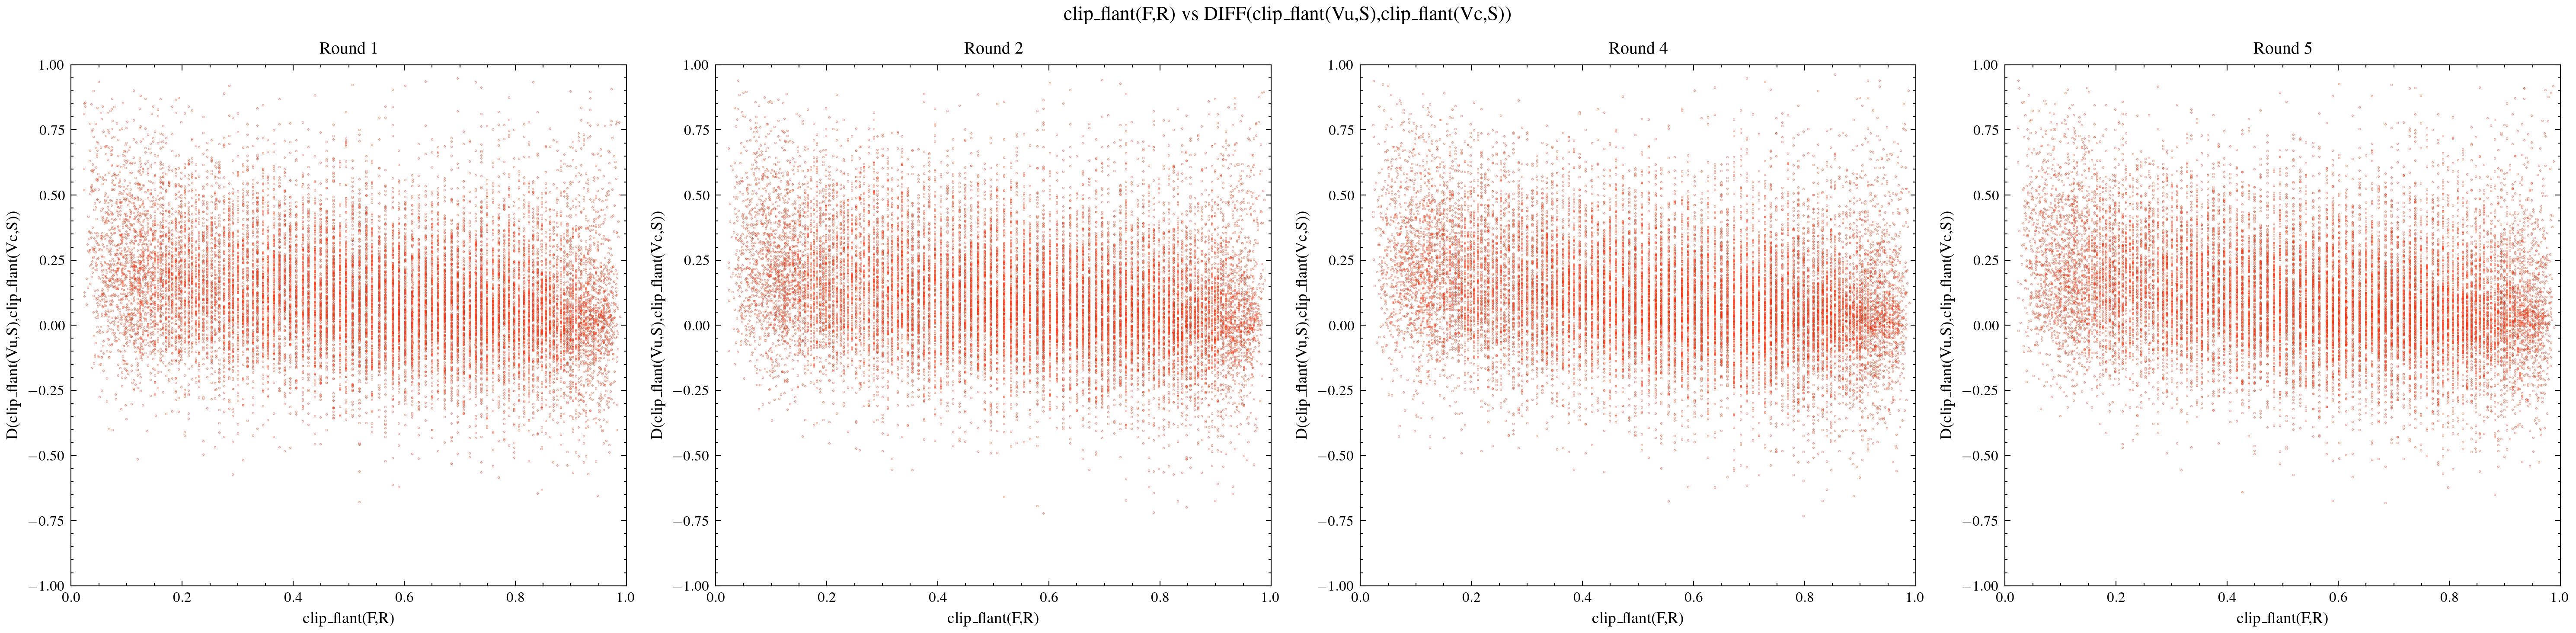 clip_flant(F,R) vs DIFF(clip_flant(Vu,S),clip_flant(Vc,S))
Round 1
1.00
0.75
0.50
0.25
0.00
−0.25
−0.50
−0.75
−1.00
D(clip_flant(Vu,S),clip_flant(Vc,S))
0.0 0.2 0.4 0.6 0.8 1.0
clip_flant(F,R)
Round 2
1.00
0.75
0.50
0.25
0.00
−0.25
−0.50
−0.75
−1.00
D(clip_flant(Vu,S),clip_flant(Vc,S))
0.0 0.2 0.4 0.6 0.8 1.0
clip_flant(F,R)
Round 4
1.00
0.75
0.50
0.25
0.00
−0.25
−0.50
−0.75
−1.00
D(clip_flant(Vu,S),clip_flant(Vc,S))
0.0 0.2 0.4 0.6 0.8 1.0
clip_flant(F,R)
Round 5
1.00
0.75
0.50
0.25
0.00
−0.25
−0.50
−0.75
−1.00
D(clip_flant(Vu,S),clip_flant(Vc,S))
0.0 0.2 0.4 0.6 0.8 1.0
clip_flant(F,R)